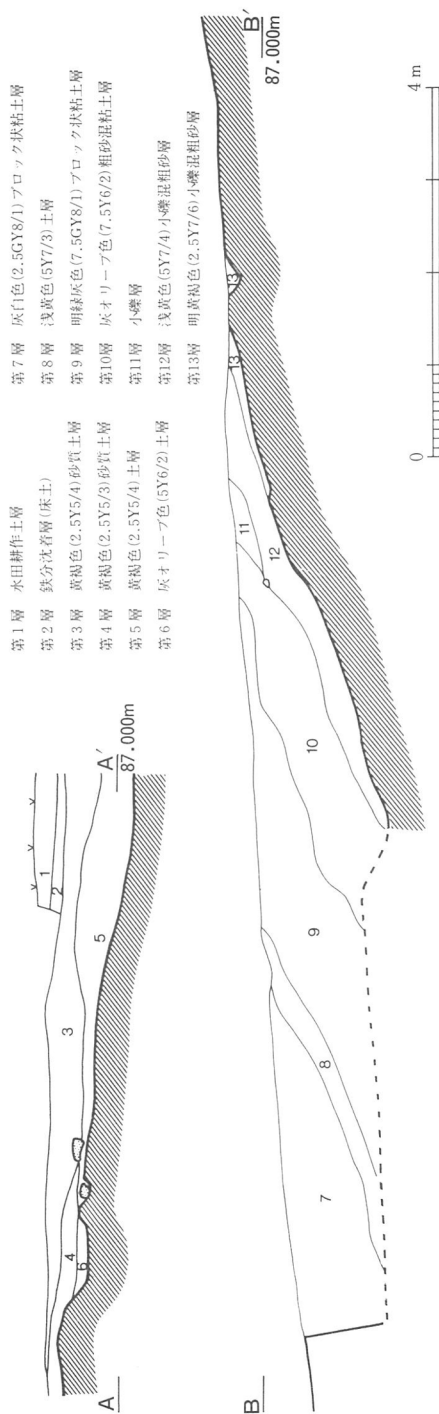 第1層 水田耕作土層
第2層 鉄分沈着層(床土)
第3層 黄褐色(2.5Y5/4)砂質土層
第4層 黄褐色(2.5Y5/3)砂質土層
第5層 黄褐色(2.5Y5/4)土層
第6層 灰オリーブ色(5Y6/2)土層
第7層 灰白色(2.5GY8/1)ブロック状粘土層
第8層 浅黄色(5Y7/3)土層
第9層 明緑灰色(7.5GY8/1)ブロック状粘土層
第10層 灰オリーブ色(7.5Y6/2)粗砂混粘土層
第11層 小礫層
第12層 浅黄色(5Y7/4)小礫混粗砂層
第13層 明黄褐色(2.5Y7/6)小礫混粗砂層
A
A′
87.000m
1
2
3
4
5
6
B
B′
87.000m
7
8
9
10
11
12
13
13
0
4m